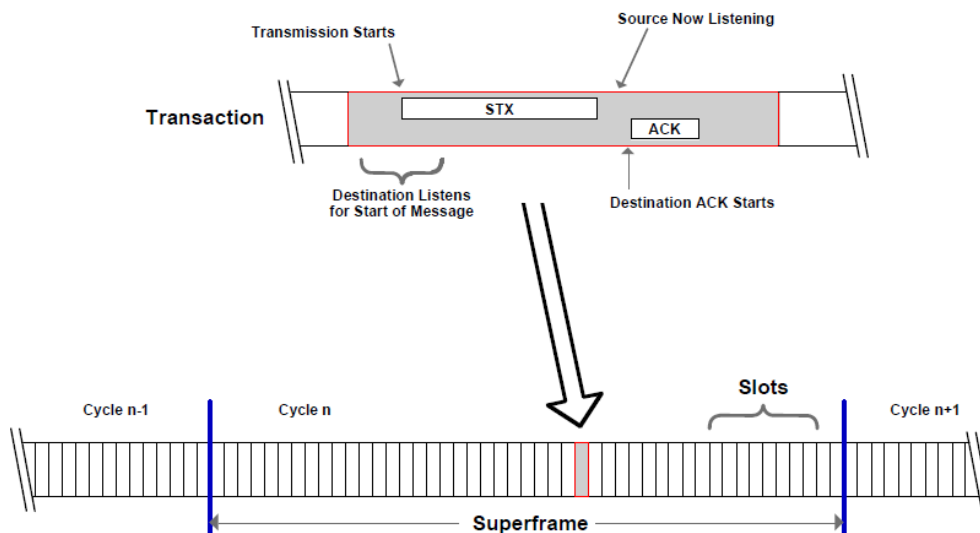 Source Now Listening
Transmission Starts
STX
Transaction
ACK
Destination Listens
for Start of Message
Destination ACK Starts
Slots
Cycle n-1
Cycle n
Cycle n+1
Superframe